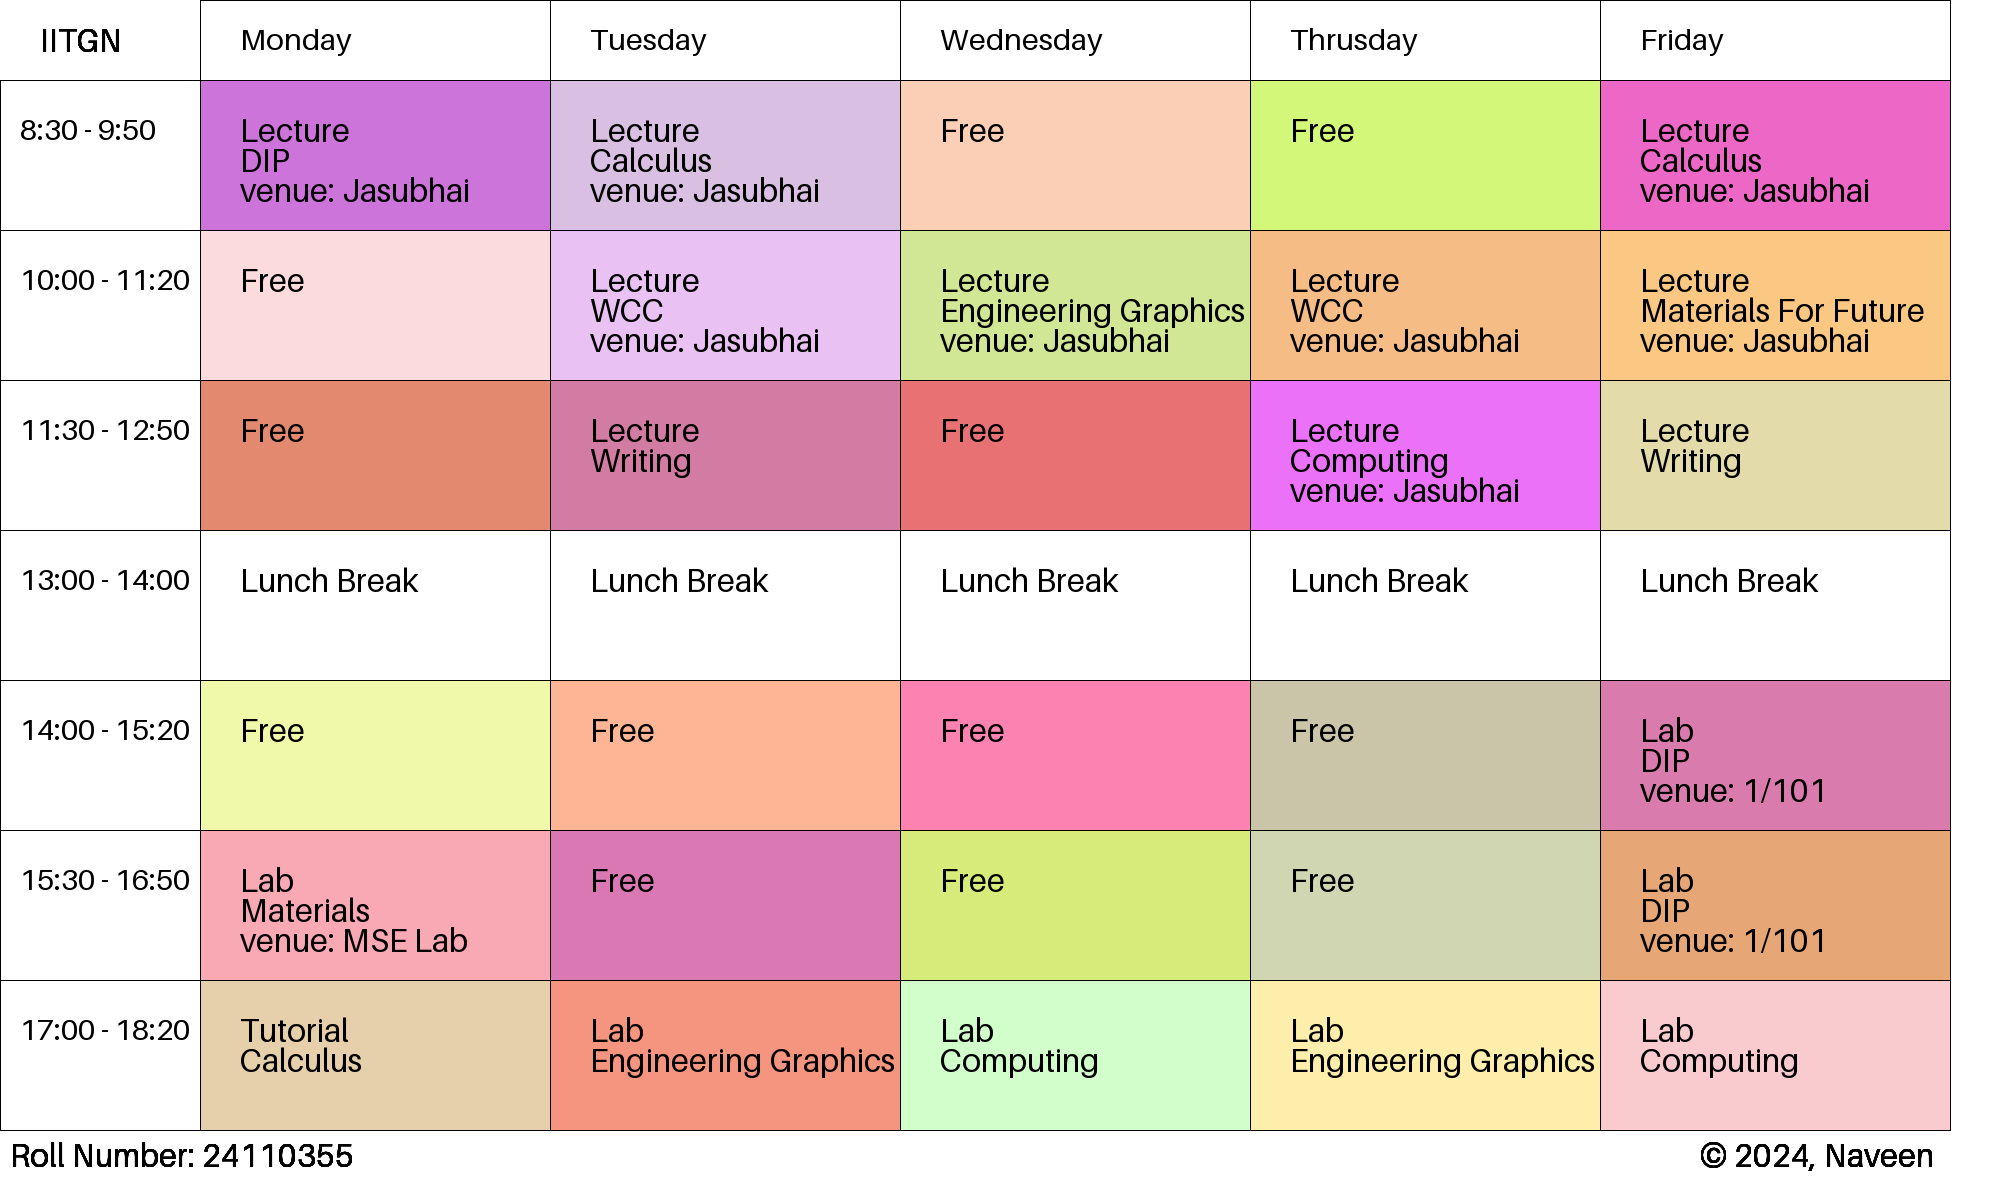 IITGN
Monday
Tuesday
Wednesday
Thrusday
Friday
8:30 - 9:50
Lecture
DIP
venue: Jasubhai
Lecture
Calculus
venue: Jasubhai
Free
Free
Lecture
Calculus
venue: Jasubhai
10:00 - 11:20
Free
Lecture
WCC
venue: Jasubhai
Lecture
Engineering Graphics
venue: Jasubhai
Lecture
WCC
venue: Jasubhai
Lecture
Materials For Future
venue: Jasubhai
11:30 - 12:50
Free
Lecture
Writing
Free
Lecture
Computing
venue: Jasubhai
Lecture
Writing
13:00 - 14:00
Lunch Break
Lunch Break
Lunch Break
Lunch Break
Lunch Break
14:00 - 15:20
Free
Free
Free
Free
Lab
DIP
venue: 1/101
15:30 - 16:50
Lab
Materials
venue: MSE Lab
Free
Free
Free
Lab
DIP
venue: 1/101
17:00 - 18:20
Tutorial
Calculus
Lab
Engineering Graphics
Lab
Computing
Lab
Engineering Graphics
Lab
Computing
Roll Number: 24110355
© 2024, Naveen